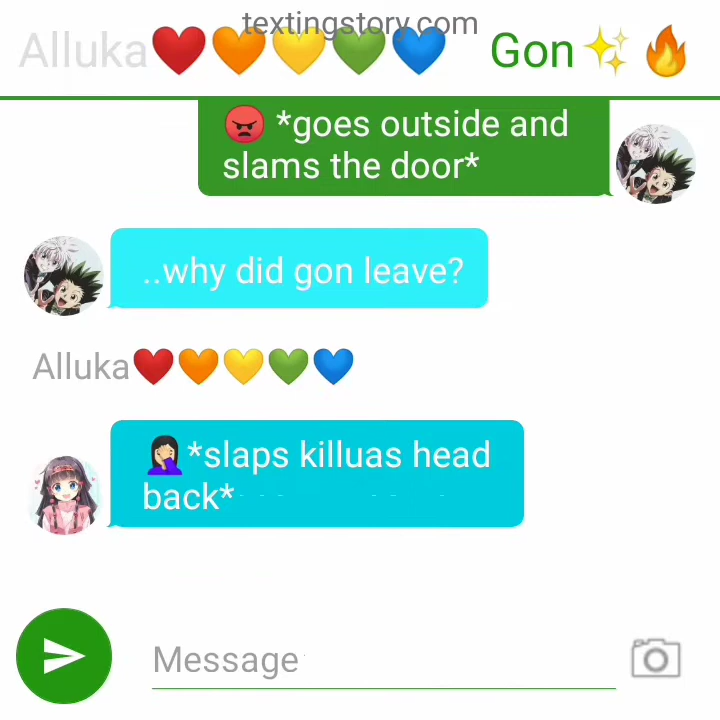 textingstory.com
Alluka❤️🧡💛💚💙 Gon✨🔥
😡 *goes outside and
slams the door*
..why did gon leave?
Alluka❤️🧡💛💚💙
🤦🏻‍♀️*slaps killuas head
back*
Message